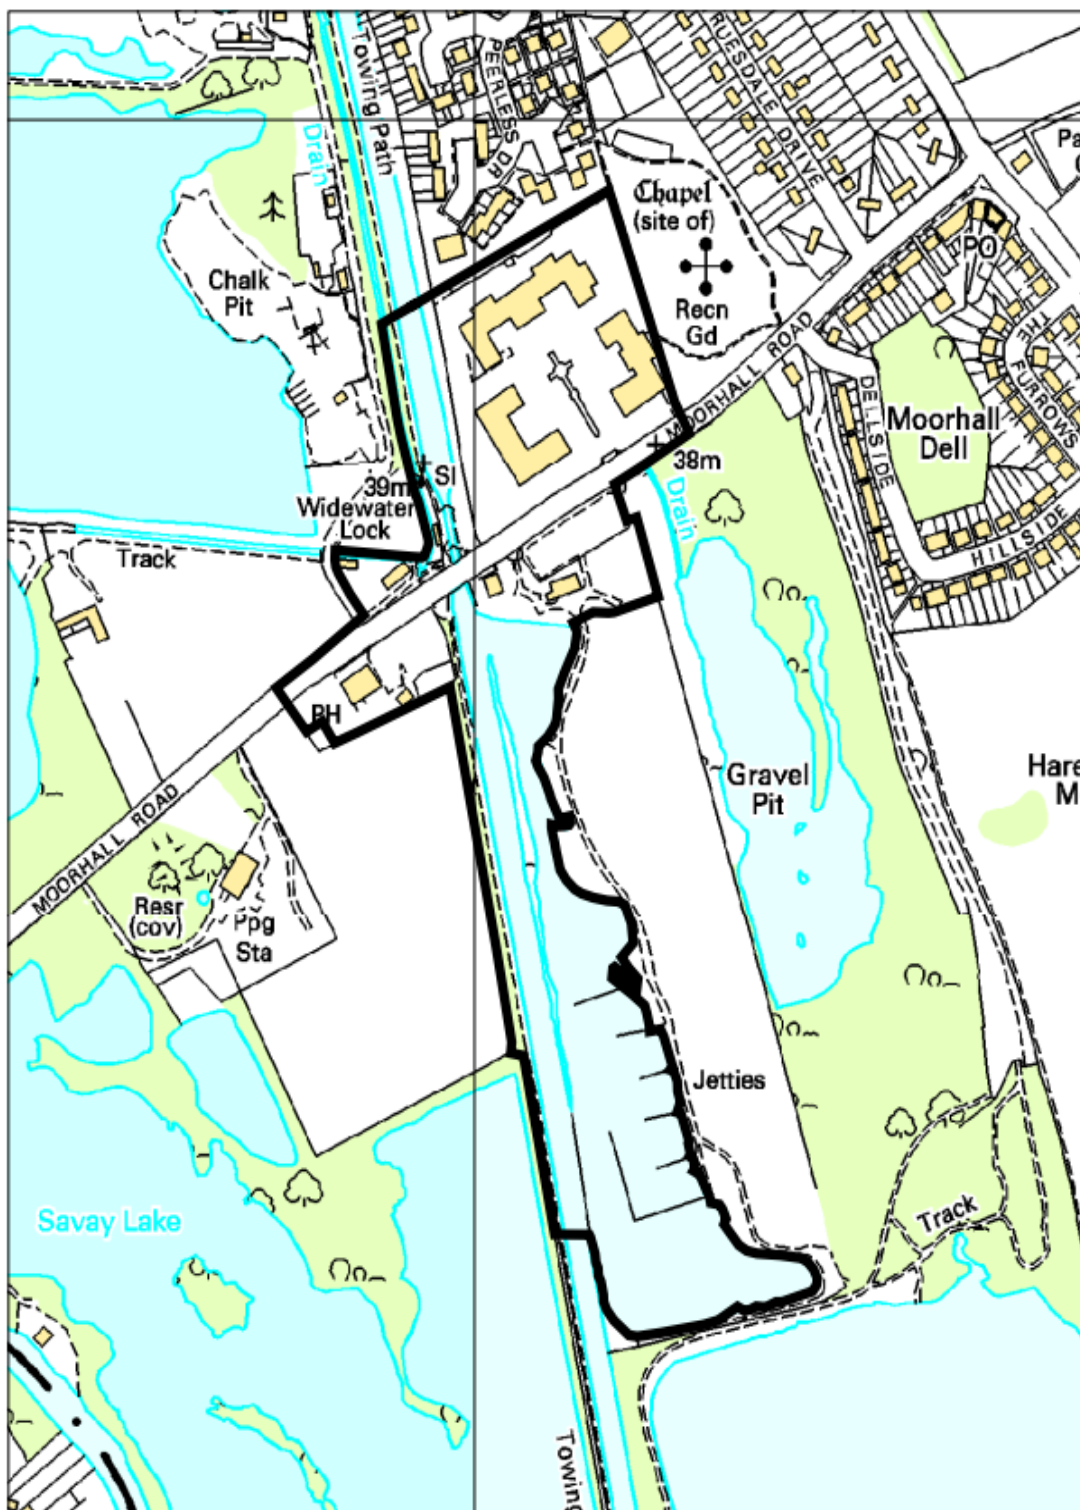 Towing Path
PEERLESS DR
RUESDALE DRIVE
Drain
Pa
Chapel
(site of)
PO
Chalk
Pit
Recn
Gd
THE
FURROWS
MOORHALL ROAD
DELLSIDE
Moorhall
Dell
38m
SI
39m
Widewater
Lock
Drain
Track
HILLSIDE
PH
Gravel
Pit
Hare
M
MOORHALL ROAD
Resr
(cov)
Ppg
Sta
Jetties
Savay Lake
Track
Towing